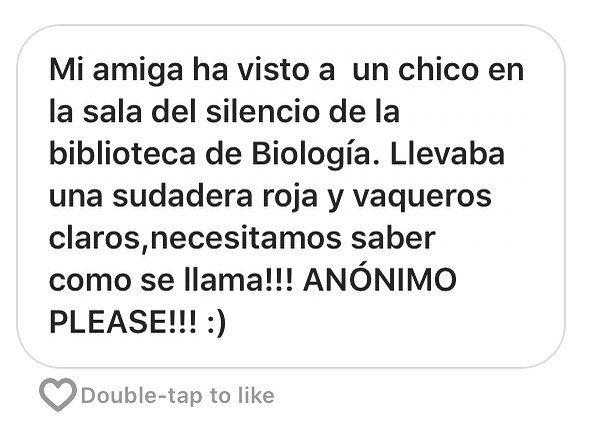 Mi amiga ha visto a  un chico en
la sala del silencio de la
biblioteca de Biología. Llevaba
una sudadera roja y vaqueros
claros,necesitamos saber
como se llama!!! ANÓNIMO
PLEASE!!! :)
Double-tap to like